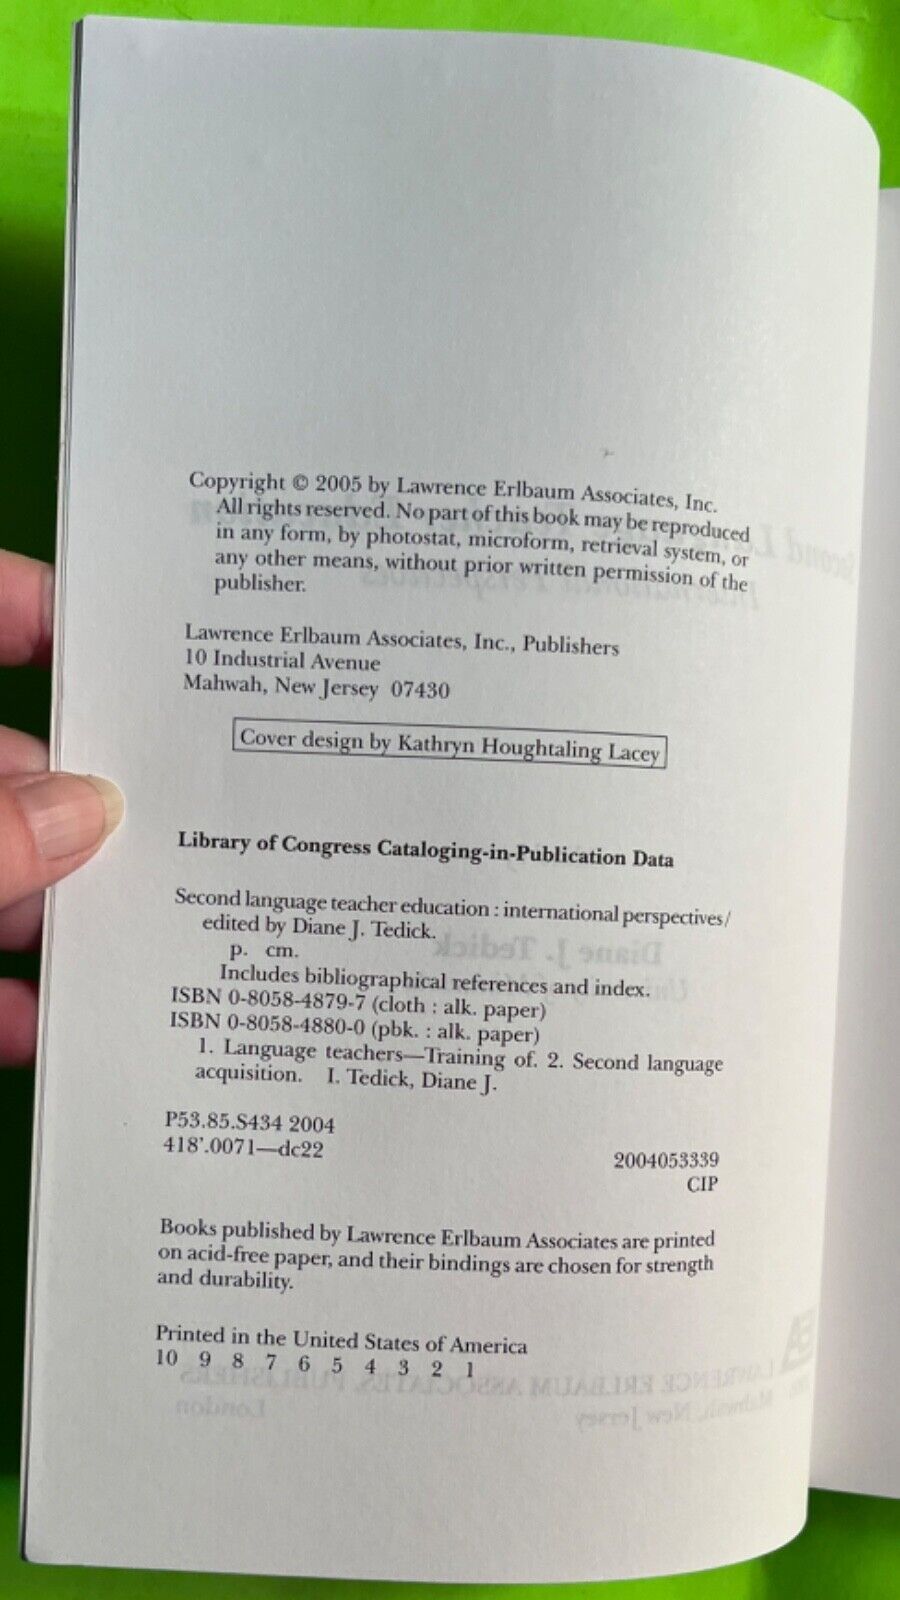 Copyright © 2005 by Lawrence Erlbaum Associates, Inc.
All rights reserved. No part of this book may be reproduced
in any form, by photostat, microform, retrieval system, or
any other means, without prior written permission of the
publisher.
Lawrence Erlbaum Associates, Inc., Publishers
10 Industrial Avenue
Mahwah, New Jersey 07430
Cover design by Kathryn Houghtaling Lacey
Library of Congress Cataloging-in-Publication Data
Second language teacher education : international perspectives/
edited by Diane J. Tedick.
p. cm.
Includes bibliographical references and index.
ISBN 0-8058-4879-7 (cloth : alk. paper)
ISBN 0-8058-4880-0 (pbk. : alk. paper)
1. Language teachers—Training of. 2. Second language
acquisition. I. Tedick, Diane J.
P53.85.S434 2004
418'.0071—dc22
2004053339
CIP
Books published by Lawrence Erlbaum Associates are printed
on acid-free paper, and their bindings are chosen for strength
and durability.
Printed in the United States of America
10 9 8 7 6 5 4 3 2 1